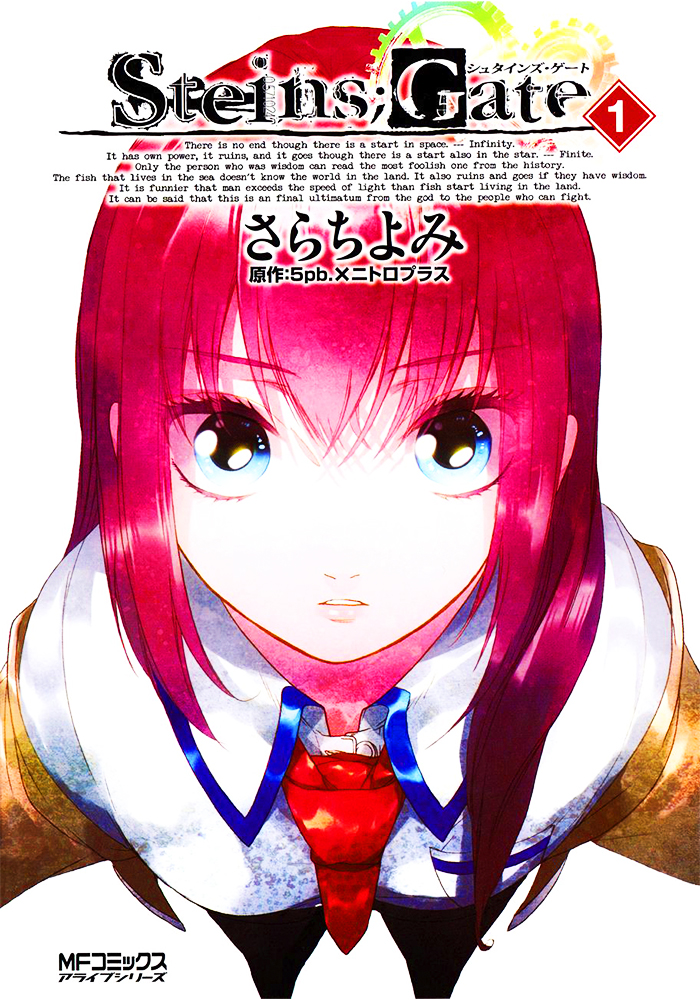 Steins;Gate
シュタインズ・ゲート
1
There is no end though there is a start in space. --- Infinity.
It has own power, it ruins, and it goes though there is a start also in the star. --- Finite.
Only the person who was wisdom can read the most foolish one from the history.
The fish that lives in the sea doesn't know the world in the land. It also ruins and goes if they have wisdom.
It is funnier that man exceeds the speed of light than fish start living in the land.
It can be said that this is an final ultimatum from the god to the people who can fight.
さらちよみ
原作:5pb.×ニトロプラス
MFコミックス
アライブシリーズ